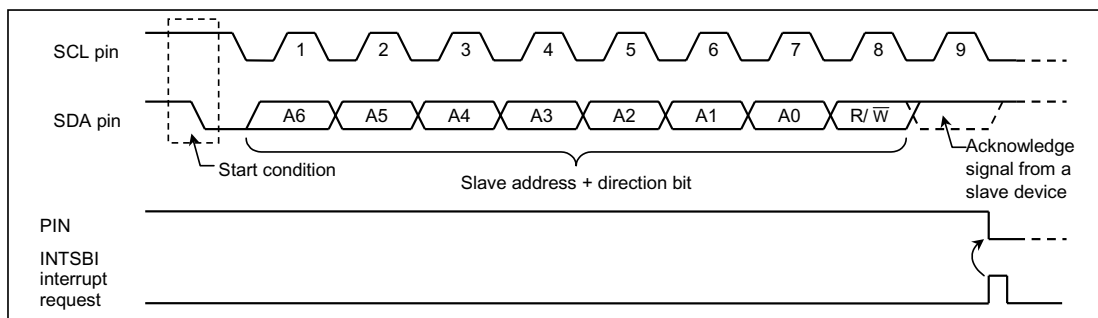 SCL pin
1 2 3 4 5 6 7 8 9
SDA pin
A6 A5 A4 A3 A2 A1 A0 R/ W̅
Start condition
Slave address + direction bit
Acknowledge
signal from a
slave device
PIN
INTSBI
interrupt
request